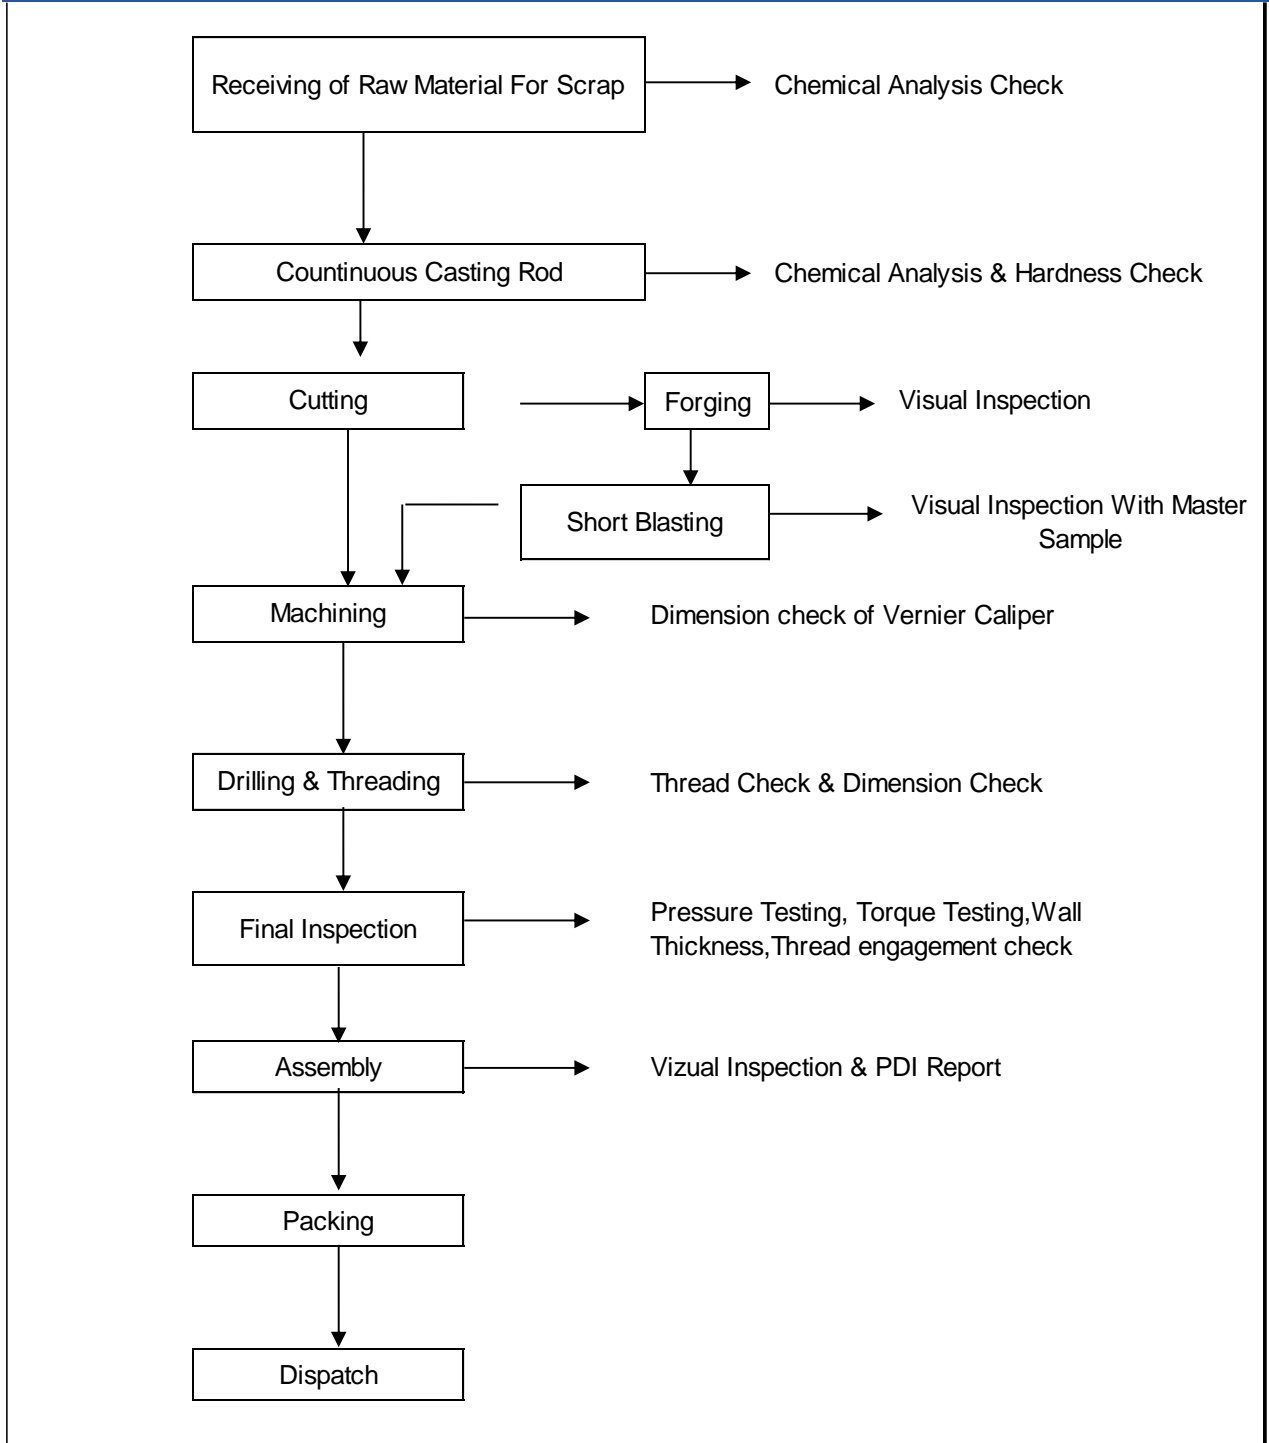 Receiving of Raw Material For Scrap
Chemical Analysis Check
Countinuous Casting Rod
Chemical Analysis & Hardness Check
Cutting
Forging
Visual Inspection
Short Blasting
Visual Inspection With Master
Sample
Machining
Dimension check of Vernier Caliper
Drilling & Threading
Thread Check & Dimension Check
Final Inspection
Pressure Testing, Torque Testing,Wall
Thickness,Thread engagement check
Assembly
Vizual Inspection & PDI Report
Packing
Dispatch